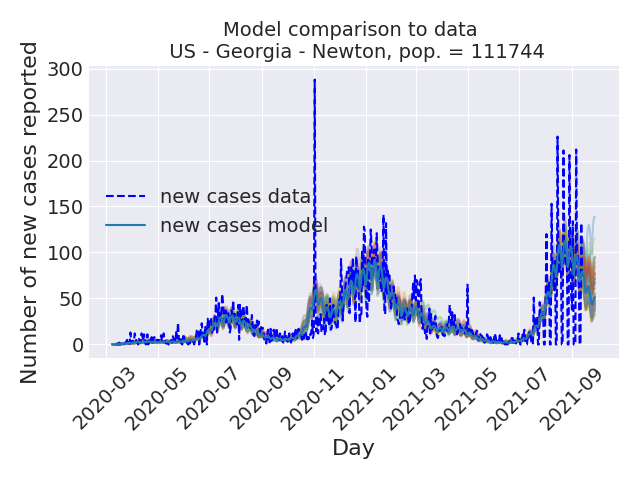 Model comparison to data
US - Georgia - Newton, pop. = 111744
Number of new cases reported
300
250
200
150
100
50
0
new cases data
new cases model
2020-03
2020-05
2020-07
2020-09
2020-11
2021-01
2021-03
2021-05
2021-07
2021-09
Day